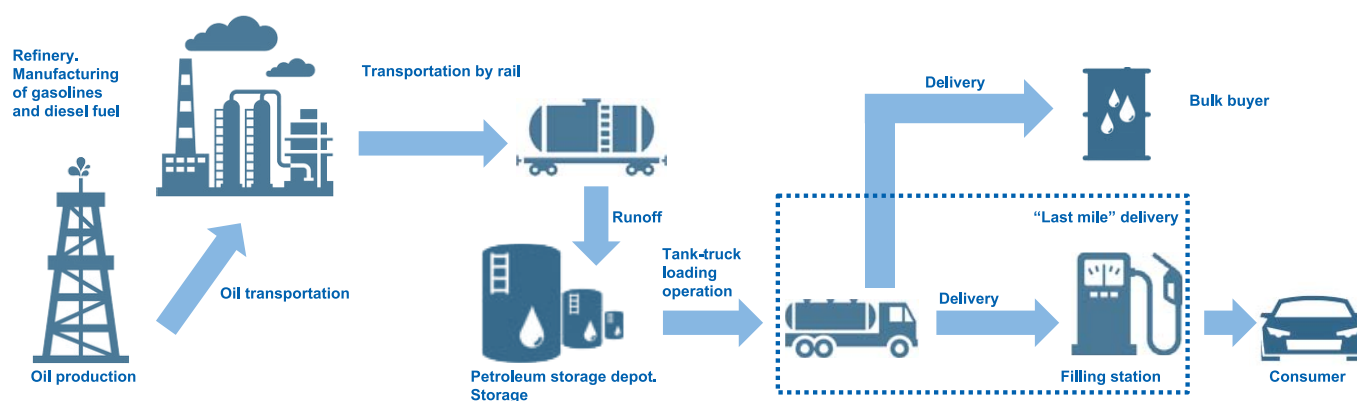 Refinery.
Manufacturing
of gasolines
and diesel fuel
Transportation by rail
Delivery
Bulk buyer
Runoff
"Last mile" delivery
Tank-truck
loading
operation
Oil transportation
Delivery
Oil production
Petroleum storage depot.
Storage
Filling station
Consumer